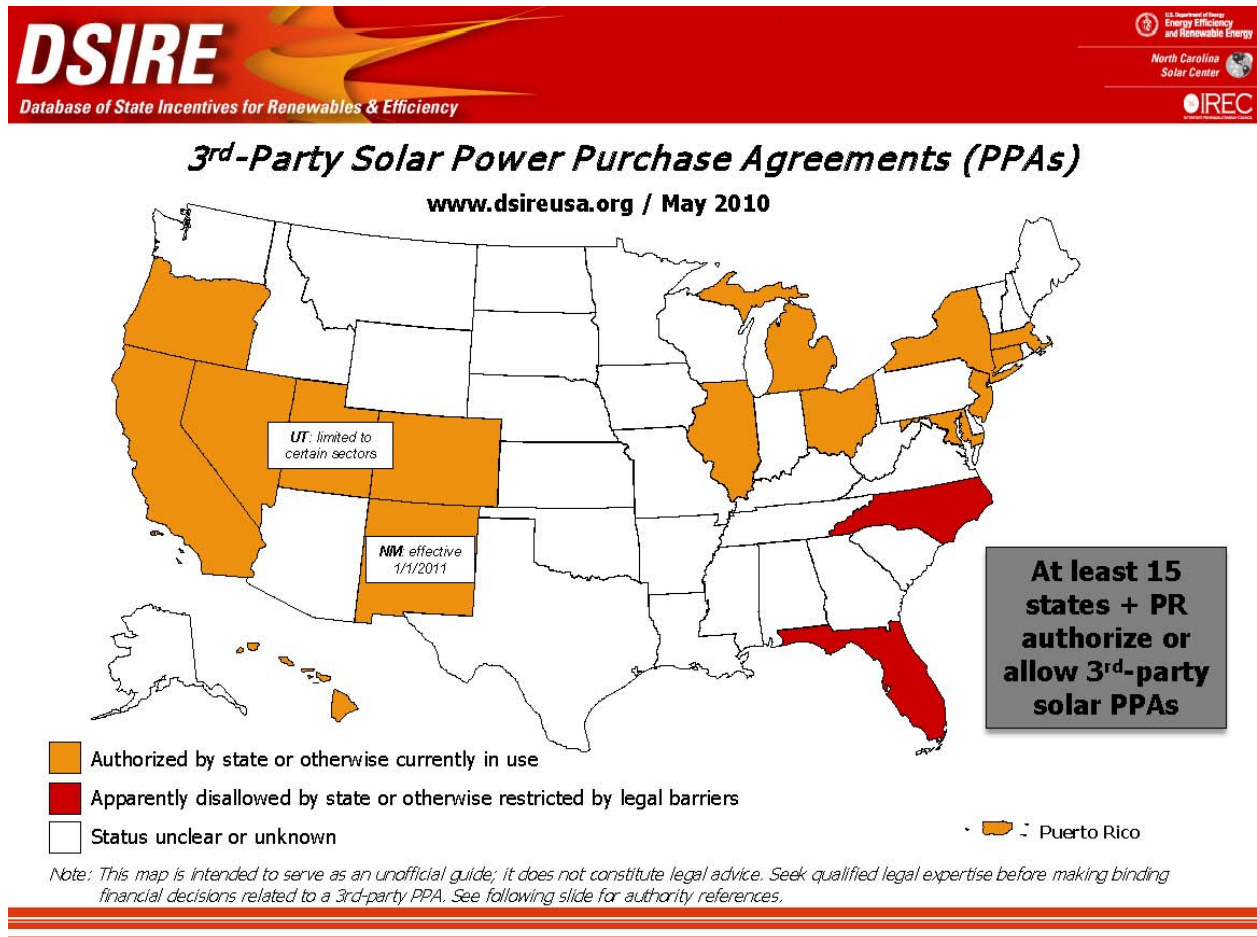 DSIRE
Database of State Incentives for Renewables & Efficiency
U.S. Department of Energy
Energy Efficiency
and Renewable Energy
North Carolina
Solar Center
IREC
3rd-Party Solar Power Purchase Agreements (PPAs)
www.dsireusa.org / May 2010
UT: limited to
certain sectors
NM: effective
1/1/2011
At least 15
states + PR
authorize or
allow 3rd-party
solar PPAs
Authorized by state or otherwise currently in use
Apparently disallowed by state or otherwise restricted by legal barriers
Status unclear or unknown
Puerto Rico
Note: This map is intended to serve as an unofficial guide; it does not constitute legal advice. Seek qualified legal expertise before making binding
financial decisions related to a 3rd-party PPA. See following slide for authority references.